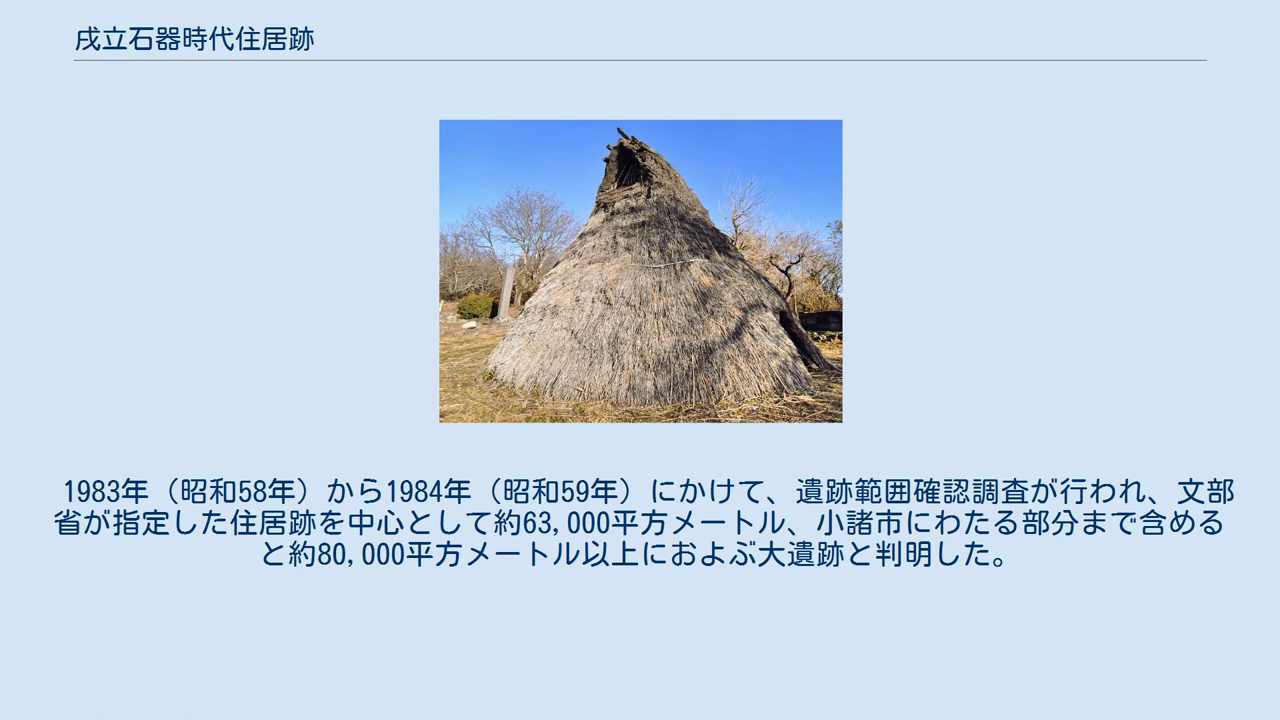 戌立石器時代住居跡
1983年（昭和58年）から1984年（昭和59年）にかけて、遺跡範囲確認調査が行われ、文部
省が指定した住居跡を中心として約63,000平方メートル、小諸市にわたる部分まで含める
と約80,000平方メートル以上におよぶ大遺跡と判明した。